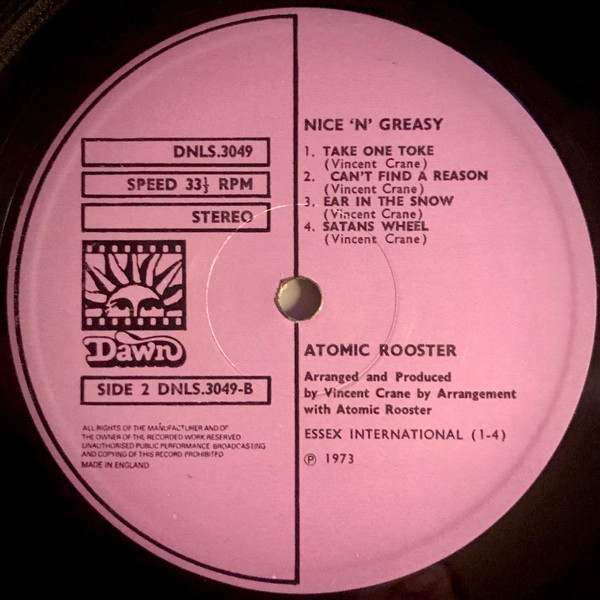 DNLS.3049
SPEED 33⅓ RPM
STEREO
Dawn
SIDE 2 DNLS.3049-B
ALL RIGHTS OF THE MANUFACTURER AND OF
THE OWNER OF THE RECORDED WORK RESERVED
UNAUTHORISED PUBLIC PERFORMANCE BROADCASTING
AND COPYING OF THIS RECORD PROHIBITED
MADE IN ENGLAND
NICE 'N' GREASY
1. TAKE ONE TOKE
(Vincent Crane)
2. CAN'T FIND A REASON
(Vincent Crane)
3. EAR IN THE SNOW
(Vincent Crane)
4. SATANS WHEEL
(Vincent Crane)
ATOMIC ROOSTER
Arranged and Produced
by Vincent Crane by Arrangement
with Atomic Rooster
ESSEX INTERNATIONAL (1-4)
℗ 1973